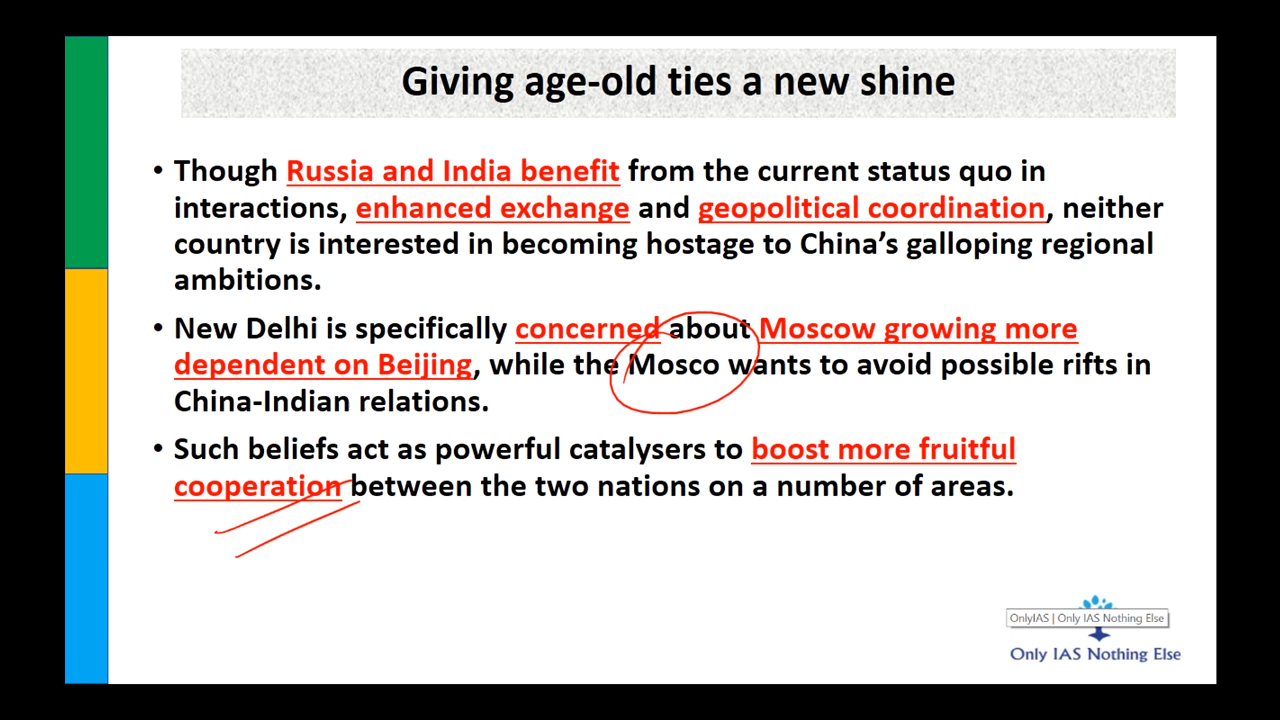 Giving age-old ties a new shine
• Though Russia and India benefit from the current status quo in
interactions, enhanced exchange and geopolitical coordination, neither
country is interested in becoming hostage to China’s galloping regional
ambitions.
• New Delhi is specifically concerned about Moscow growing more
dependent on Beijing, while the Mosco wants to avoid possible rifts in
China-Indian relations.
• Such beliefs act as powerful catalysers to boost more fruitful
cooperation between the two nations on a number of areas.
OnlyIAS | Only IAS Nothing Else
Only IAS Nothing Else